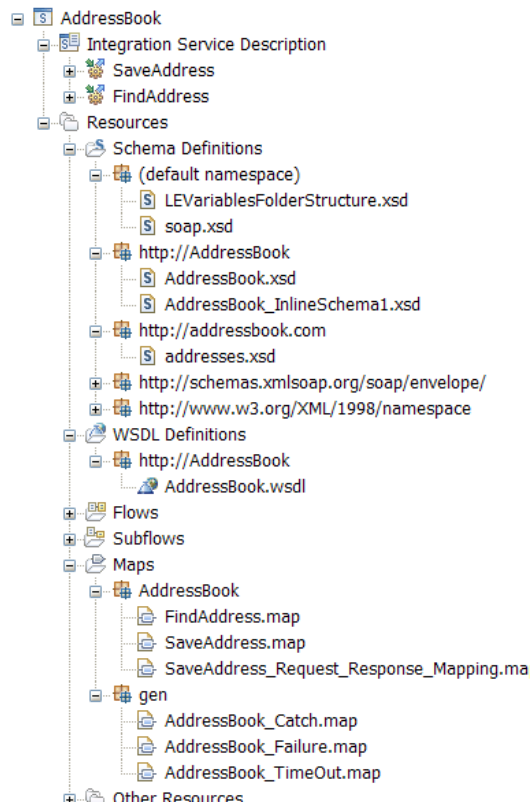 AddressBook
Integration Service Description
SaveAddress
FindAddress
Resources
Schema Definitions
(default namespace)
LEVariablesFolderStructure.xsd
soap.xsd
http://AddressBook
AddressBook.xsd
AddressBook_InlineSchema1.xsd
http://addressbook.com
addresses.xsd
http://schemas.xmlsoap.org/soap/envelope/
http://www.w3.org/XML/1998/namespace
WSDL Definitions
http://AddressBook
AddressBook.wsdl
Flows
Subflows
Maps
AddressBook
FindAddress.map
SaveAddress.map
SaveAddress_Request_Response_Mapping.ma
gen
AddressBook_Catch.map
AddressBook_Failure.map
AddressBook_TimeOut.map
Other Resources